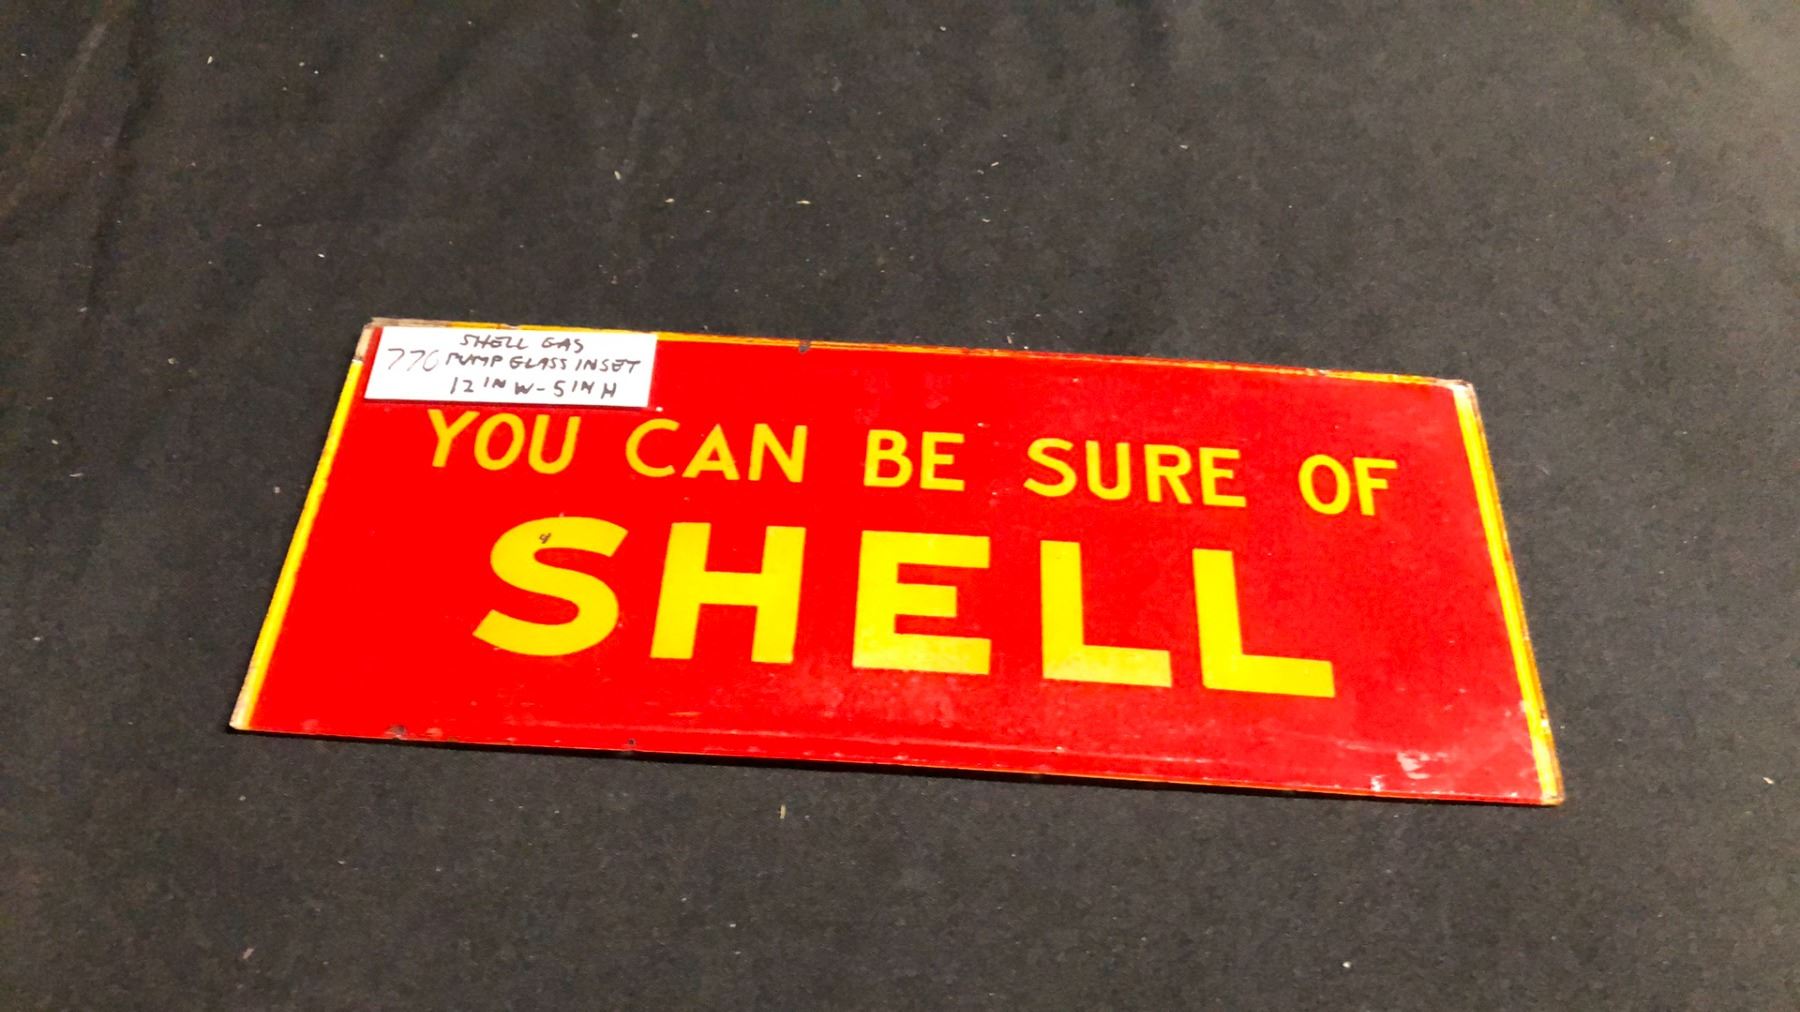 SHELL GAS
770 PUMP GLASS INSET
12 IN W - 5 IN H
YOU CAN BE SURE OF
SHELL